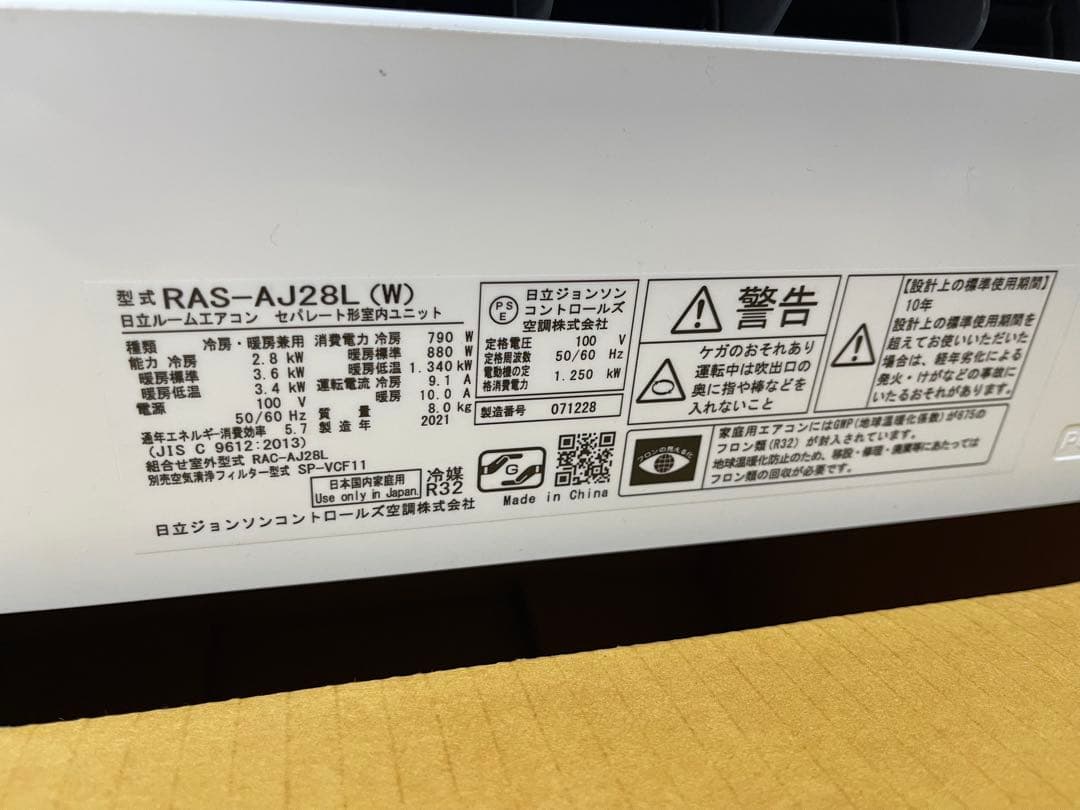 型式 RAS-AJ28L (W)
日立ルームエアコン セパレート形室内ユニット
種類 冷房・暖房兼用
能力 冷房 2.8 kW
暖房標準 3.6 kW
暖房低温 3.4 kW
電源 100 V
50/60 Hz
通年エネルギー消費効率 5.7
(JIS C 9612:2013)
組合せ室外型式 RAC-AJ28L
別売空気清浄フィルター型式 SP-VCF11
消費電力 冷房 790 W
暖房標準 880 W
暖房低温 1.340 kW
運転電流 冷房 9.1 A
暖房 10.0 A
質量 8.0 kg
製造年 2021
日本国内家庭用
Use only in Japan.
冷媒
R32
日立ジョンソンコントロールズ空調株式会社
PS
E
日立ジョンソン
コントロールズ
空調株式会社
定格電圧 100 V
定格周波数 50/60 Hz
電動機の定
格消費電力 1.250 kW
製造番号 071228
G
Made in China
警告
ケガのおそれあり
運転中は吹出口の
奥に指や棒などを
入れないこと
【設計上の標準使用期間】
10年
設計上の標準使用期間を
超えてお使いいただいた
場合は、経年劣化による
発火・けがなどの事故に
いたるおそれがあります。
フロンの見える化
家庭用エアコンにはGWP(地球温暖化係数)が675の
フロン類(R32)が封入されています。
地球温暖化防止のため、移設・修理・廃棄等にあたっては
フロン類の回収が必要です。